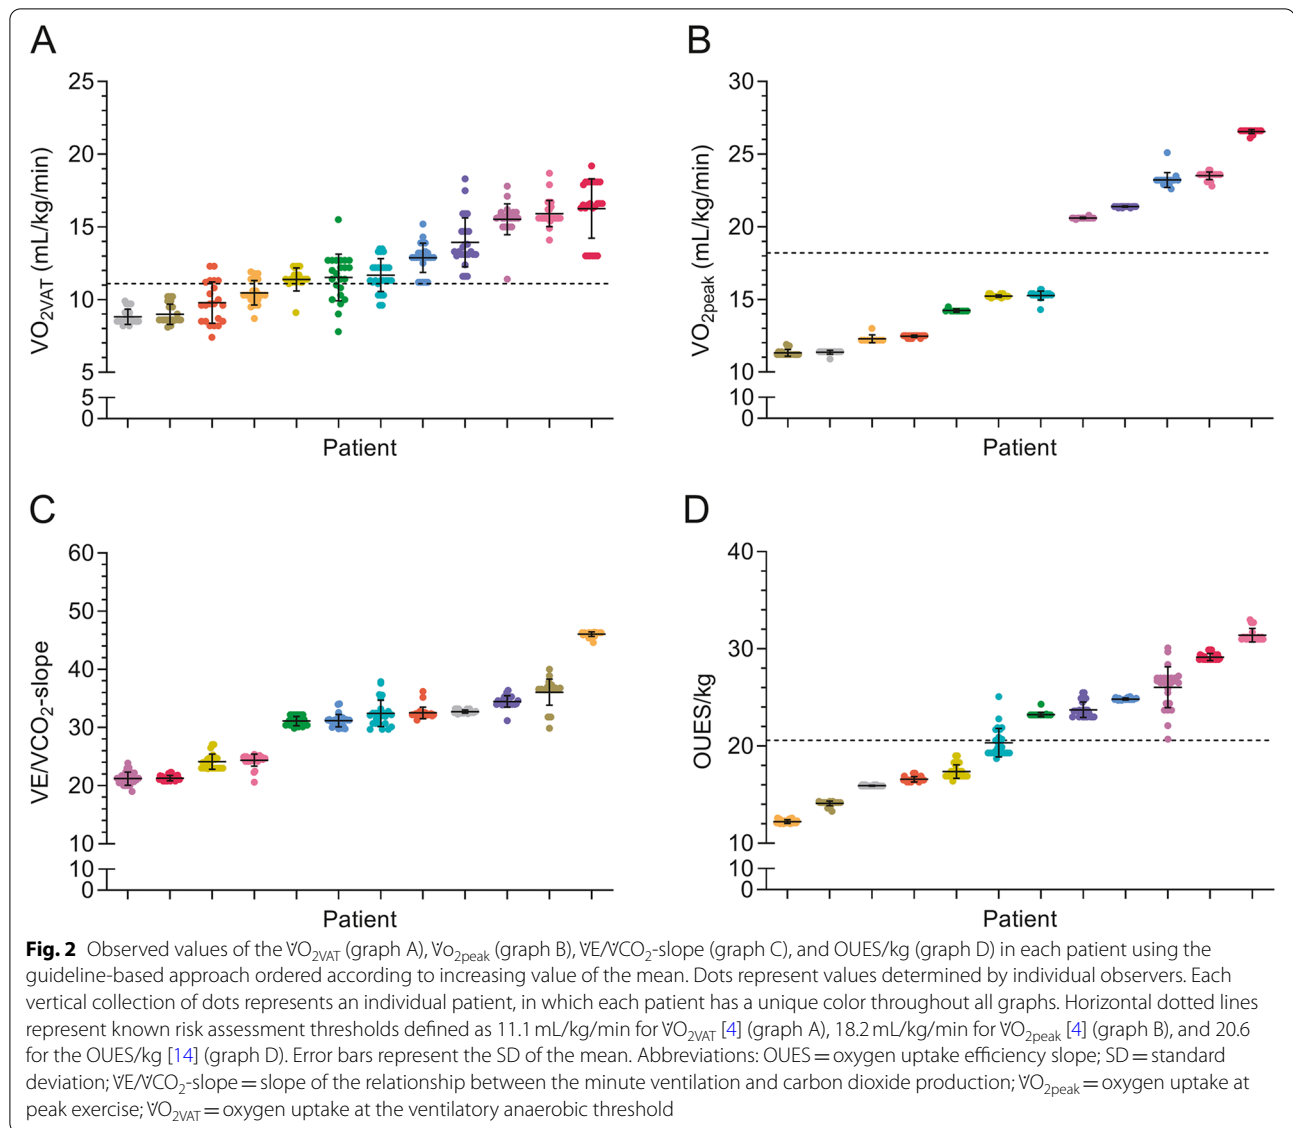 A
25
20
15
10
5
5
0
VO2VAT (mL/kg/min)
Patient
B
30
25
20
15
10
10
0
VO2peak (mL/kg/min)
Patient
C
60
50
40
30
20
10
10
0
VE/VCO2-slope
Patient
D
40
30
20
10
10
0
OUES/kg
Patient
Fig. 2 Observed values of the V̇O2VAT (graph A), V̇o2peak (graph B), V̇E/V̇CO2-slope (graph C), and OUES/kg (graph D) in each patient using the
guideline-based approach ordered according to increasing value of the mean. Dots represent values determined by individual observers. Each
vertical collection of dots represents an individual patient, in which each patient has a unique color throughout all graphs. Horizontal dotted lines
represent known risk assessment thresholds defined as 11.1 mL/kg/min for V̇O2VAT [4] (graph A), 18.2 mL/kg/min for V̇O2peak [4] (graph B), and 20.6
for the OUES/kg [14] (graph D). Error bars represent the SD of the mean. Abbreviations: OUES = oxygen uptake efficiency slope; SD = standard
deviation; V̇E/V̇CO2-slope = slope of the relationship between the minute ventilation and carbon dioxide production; V̇O2peak = oxygen uptake at
peak exercise; V̇O2VAT = oxygen uptake at the ventilatory anaerobic threshold